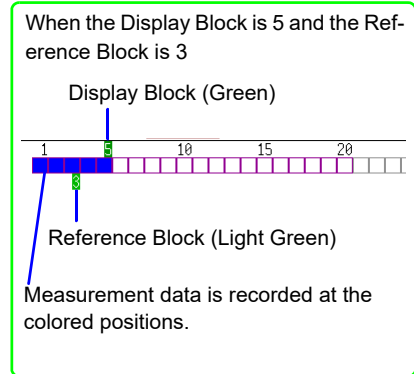 When the Display Block is 5 and the Ref-
erence Block is 3
Display Block (Green)
1 5 10 15 20
3
Reference Block (Light Green)
Measurement data is recorded at the
colored positions.